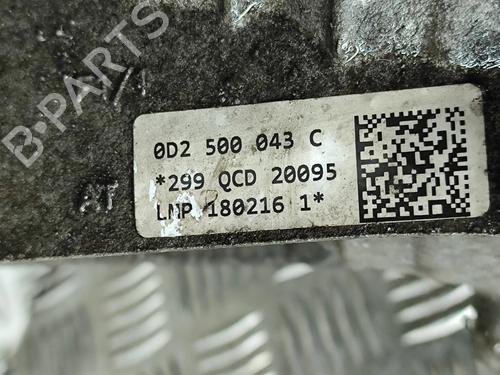 B-PARTS
0D2 500 043 C
*299 QCD 20095
LMP 180216 1*